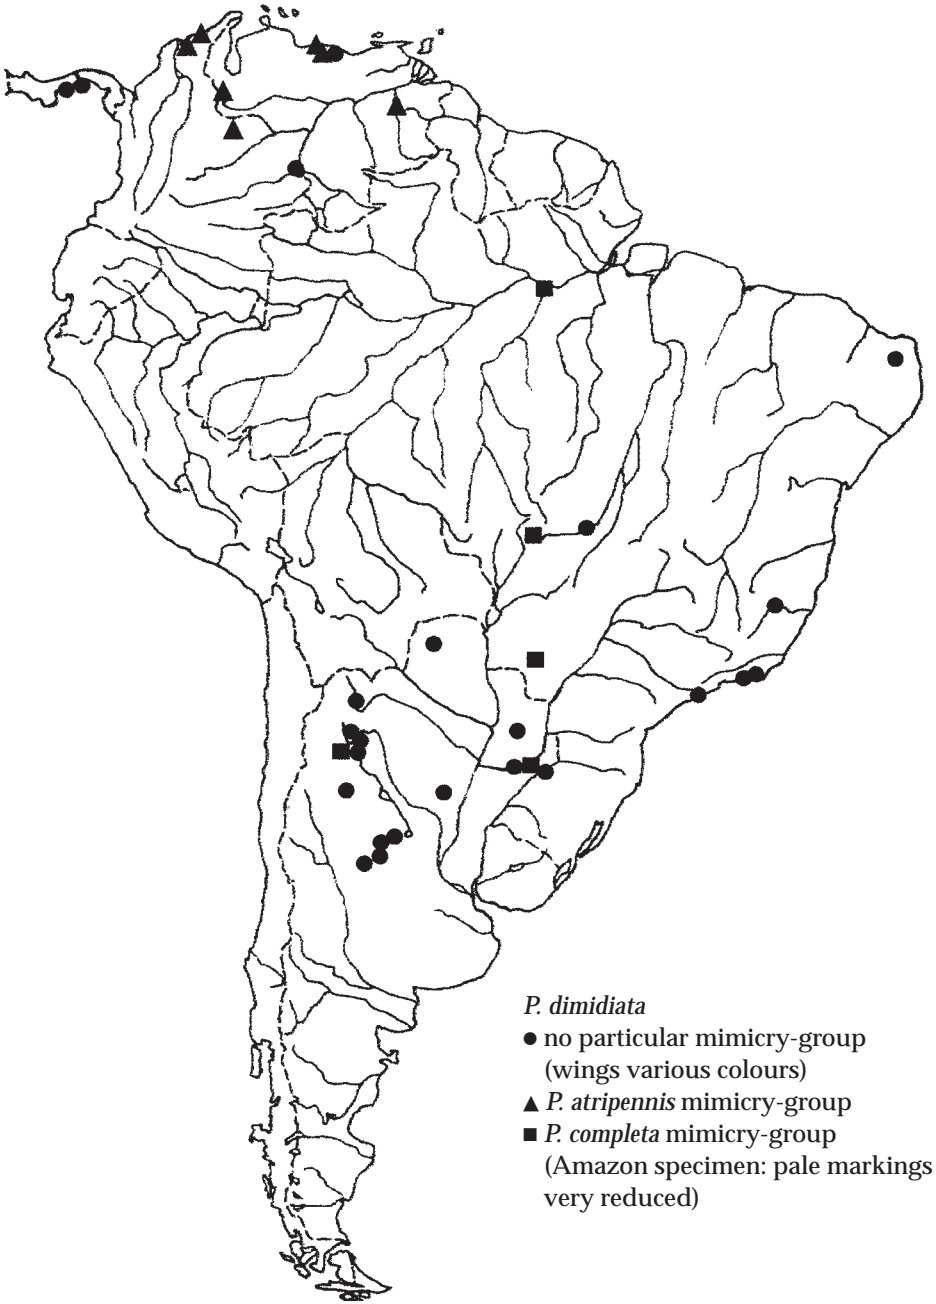 P. dimidiata
● no particular mimicry-group
(wings various colours)
▲ P. atripennis mimicry-group
■ P. completa mimicry-group
(Amazon specimen: pale markings
very reduced)